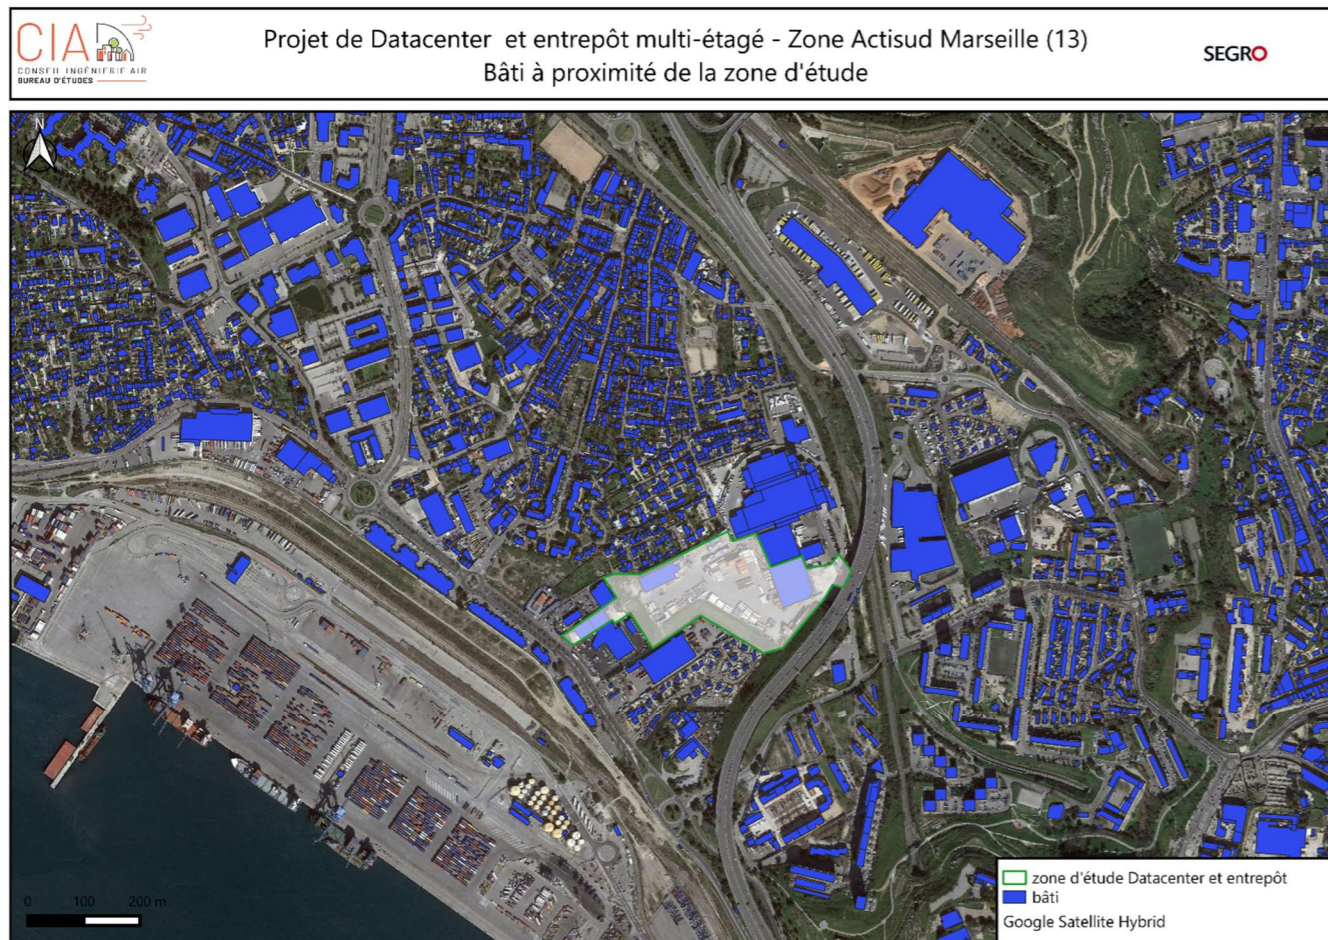 CIA
CONSEIL INGÉNIERIE AIR
BUREAU D'ÉTUDES
Projet de Datacenter et entrepôt multi-étagé - Zone Actisud Marseille (13)
Bâti à proximité de la zone d'étude
SEGRO
N
0 100 200 m
zone d'étude Datacenter et entrepôt
bâti
Google Satellite Hybrid